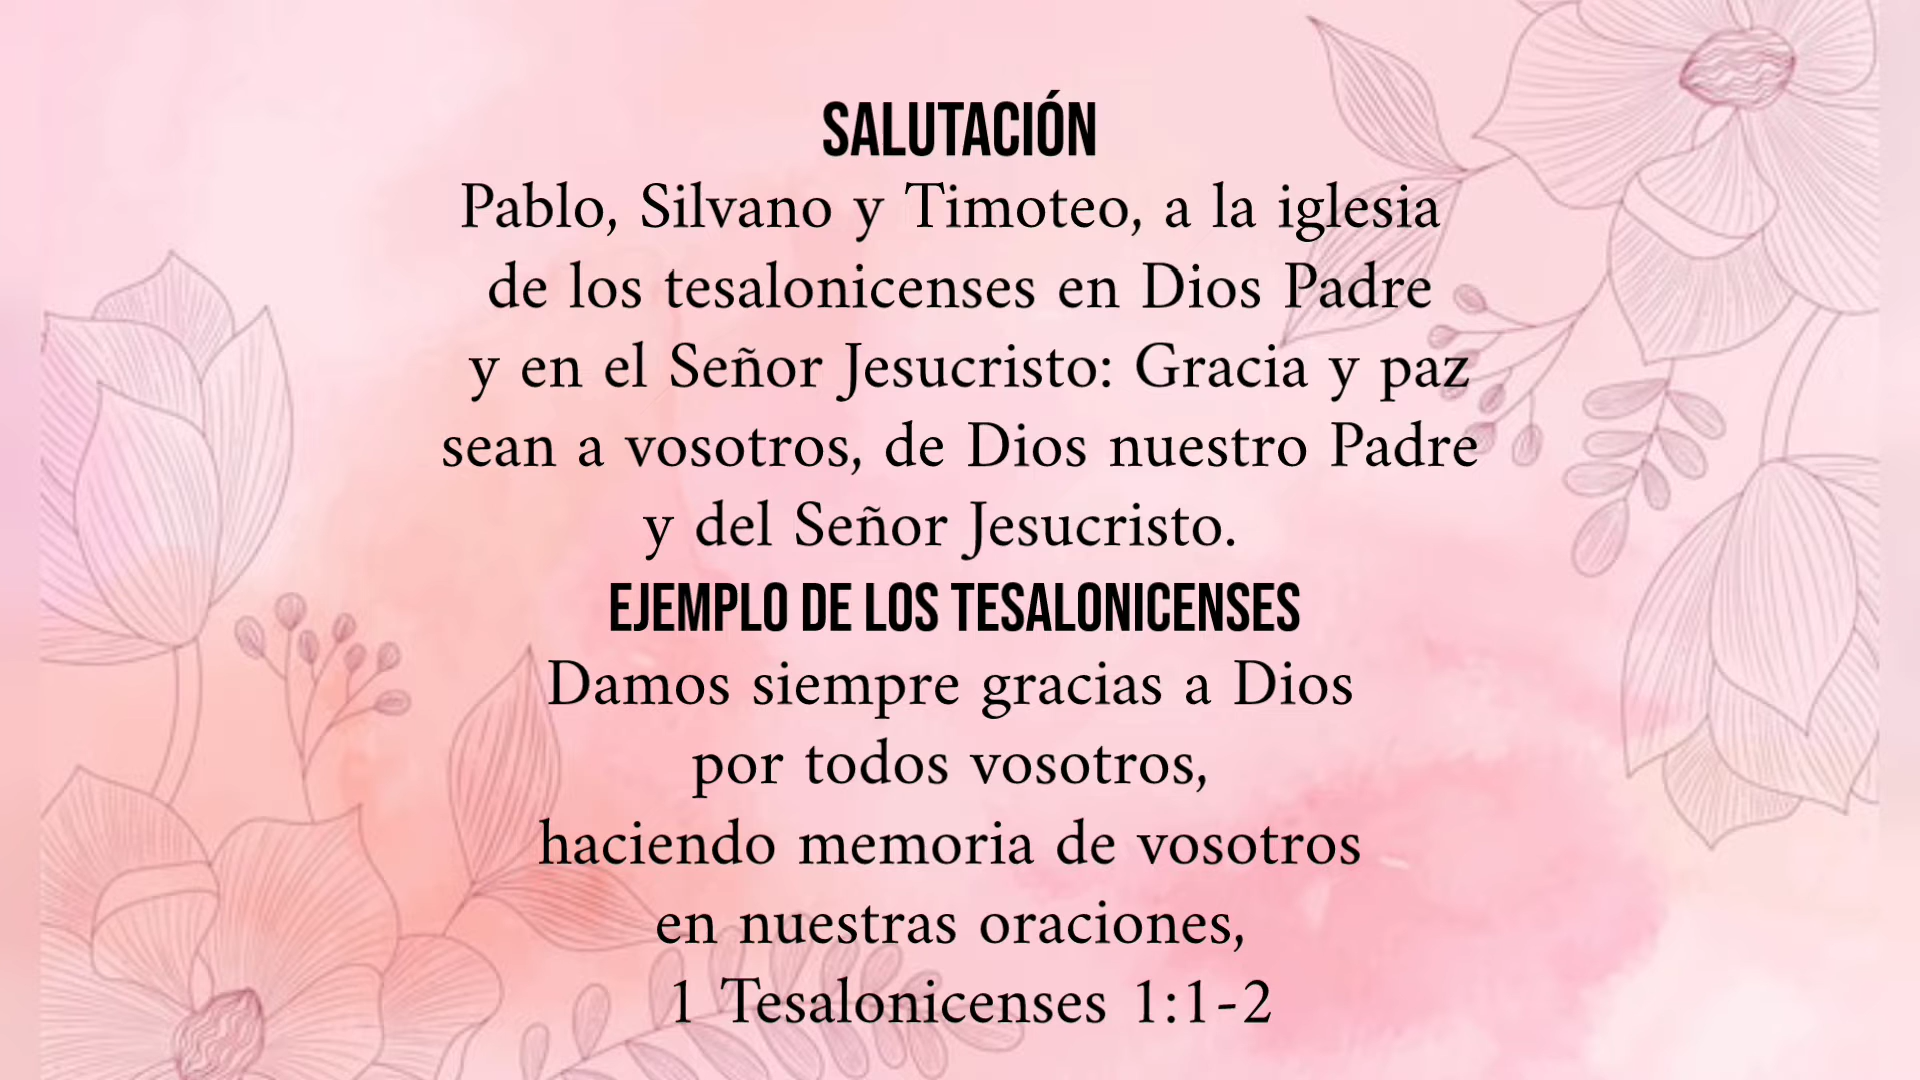 SALUTACIÓN
Pablo, Silvano y Timoteo, a la iglesia
de los tesalonicenses en Dios Padre
y en el Señor Jesucristo: Gracia y paz
sean a vosotros, de Dios nuestro Padre
y del Señor Jesucristo.
EJEMPLO DE LOS TESALONICENSES
Damos siempre gracias a Dios
por todos vosotros,
haciendo memoria de vosotros
en nuestras oraciones,
1 Tesalonicenses 1:1-2